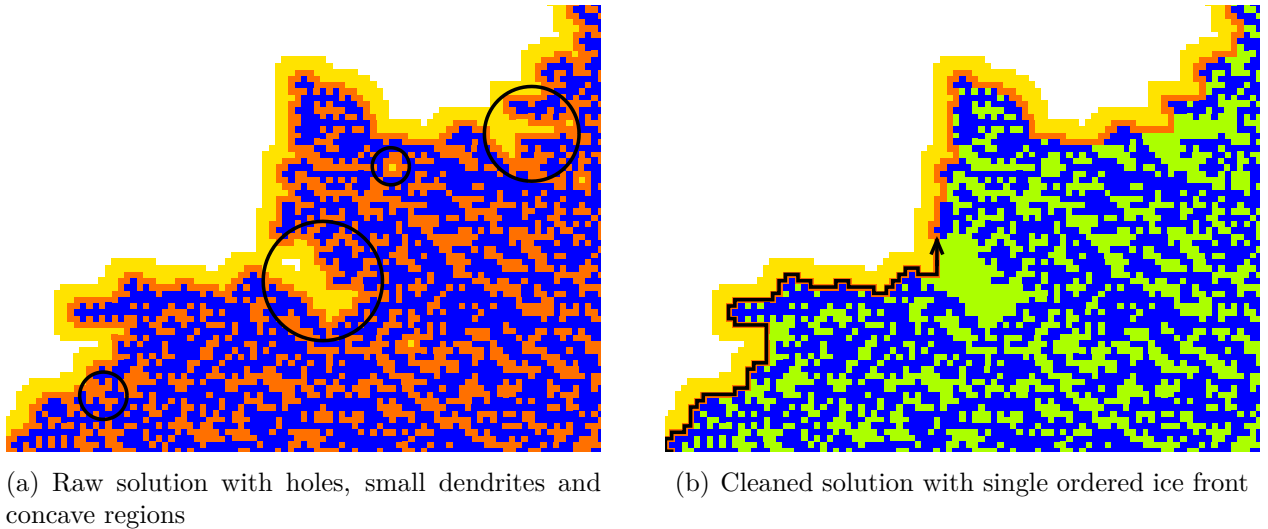 (a) Raw solution with holes, small dendrites and
concave regions
(b) Cleaned solution with single ordered ice front